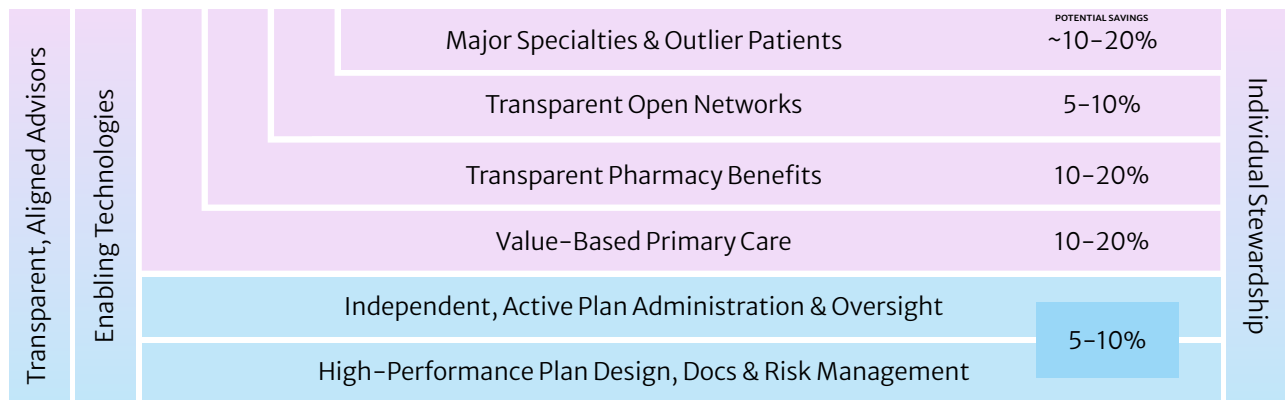 Transparent, Aligned Advisors
Enabling Technologies
POTENTIAL SAVINGS
Major Specialties & Outlier Patients ~10-20%
Transparent Open Networks 5-10%
Transparent Pharmacy Benefits 10-20%
Value-Based Primary Care 10-20%
Independent, Active Plan Administration & Oversight
5-10%
High-Performance Plan Design, Docs & Risk Management
Individual Stewardship